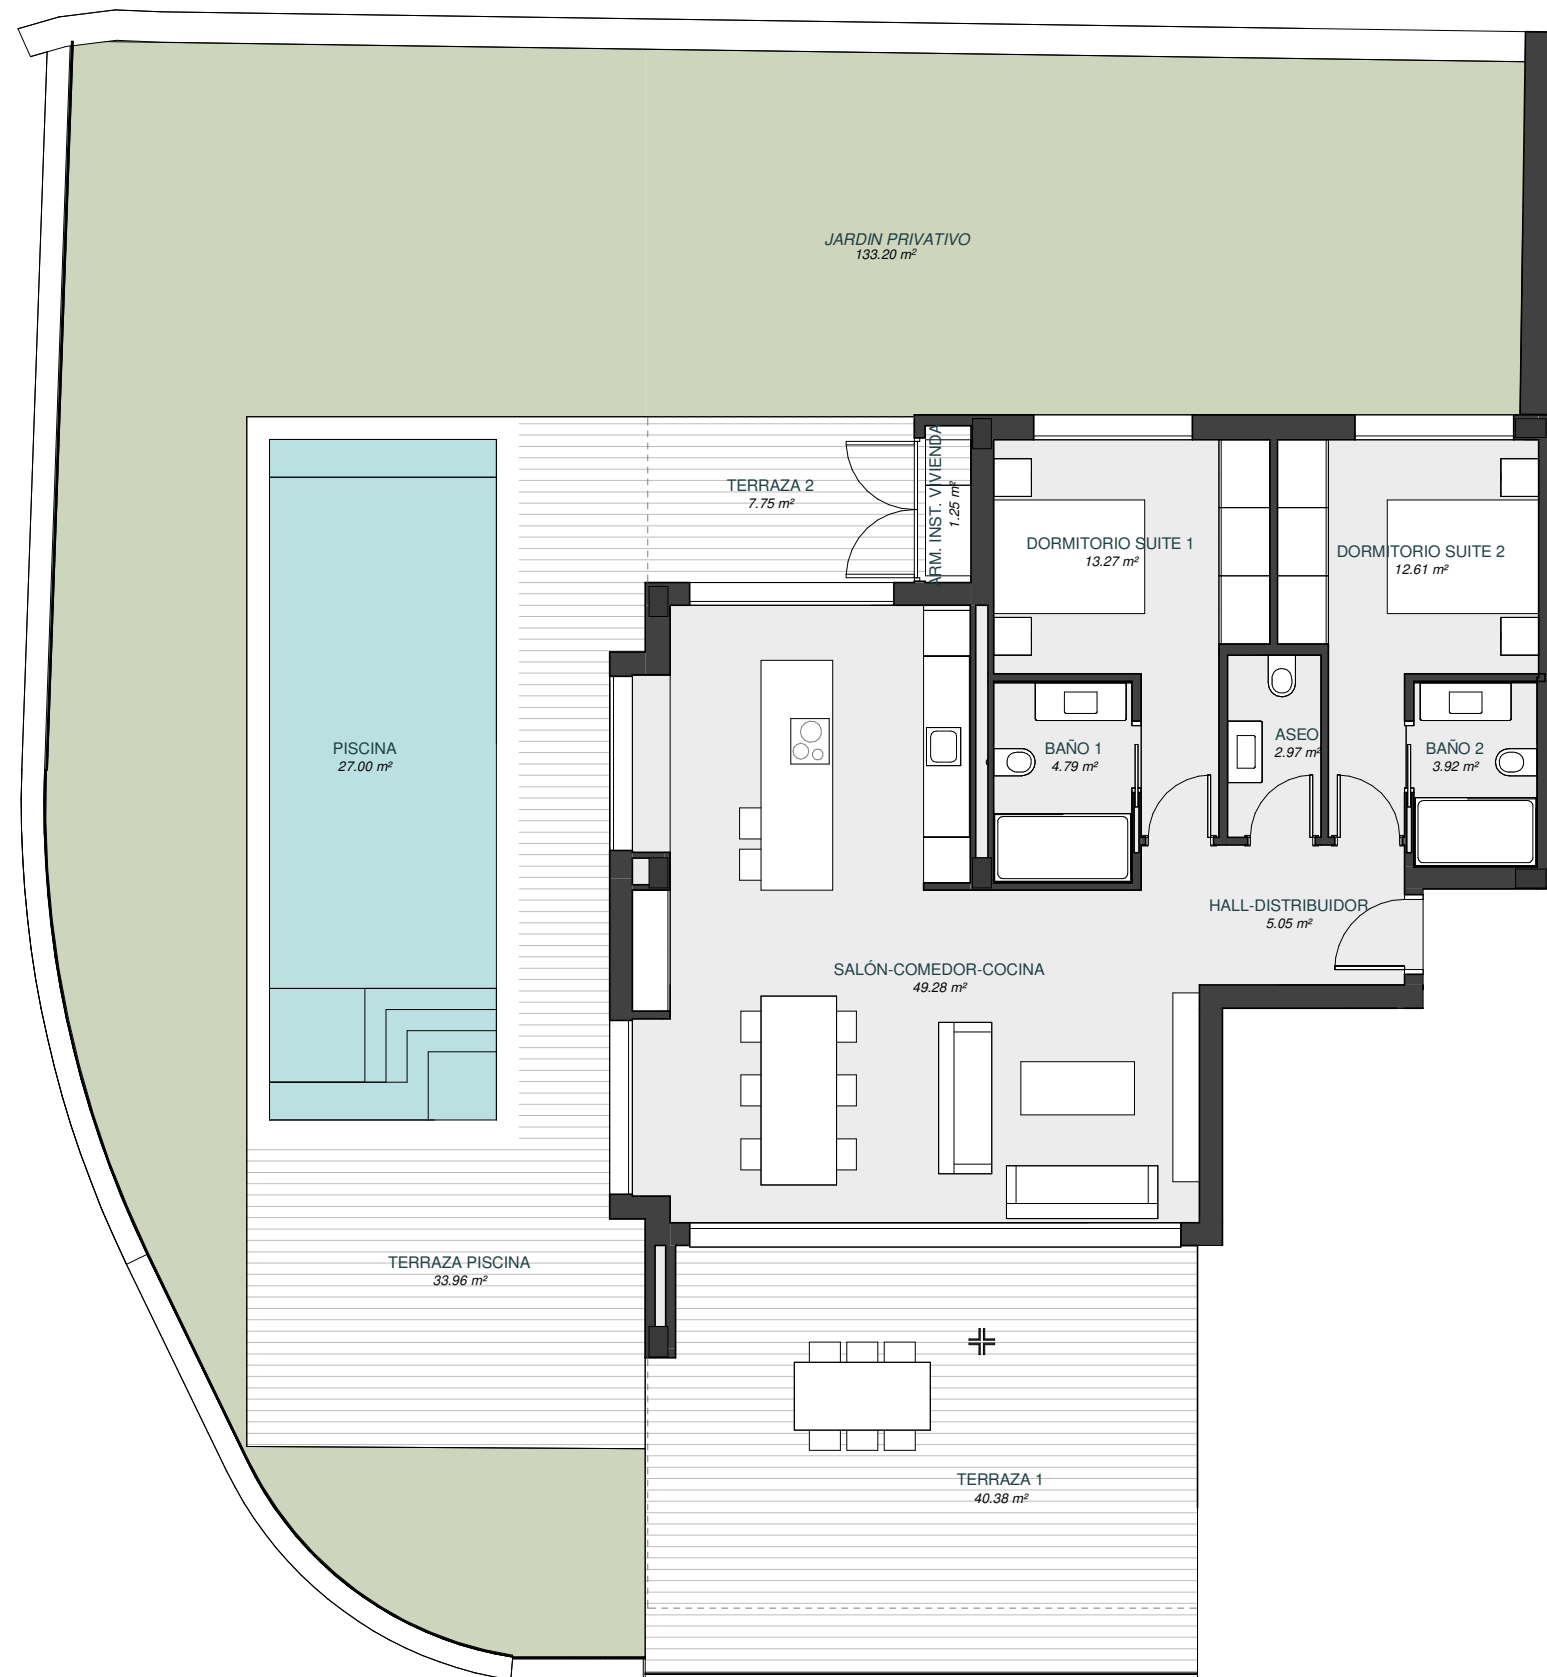 JARDIN PRIVATIVO
133.20 m²
TERRAZA 2
7.75 m²
ARM. INST. VIVIENDA
1.25 m²
DORMITORIO SUITE 1
13.27 m²
DORMITORIO SUITE 2
12.61 m²
PISCINA
27.00 m²
BAÑO 1
4.79 m²
ASEO
2.97 m²
BAÑO 2
3.92 m²
HALL-DISTRIBUIDOR
5.05 m²
SALÓN-COMEDOR-COCINA
49.28 m²
TERRAZA PISCINA
33.96 m²
TERRAZA 1
40.38 m²